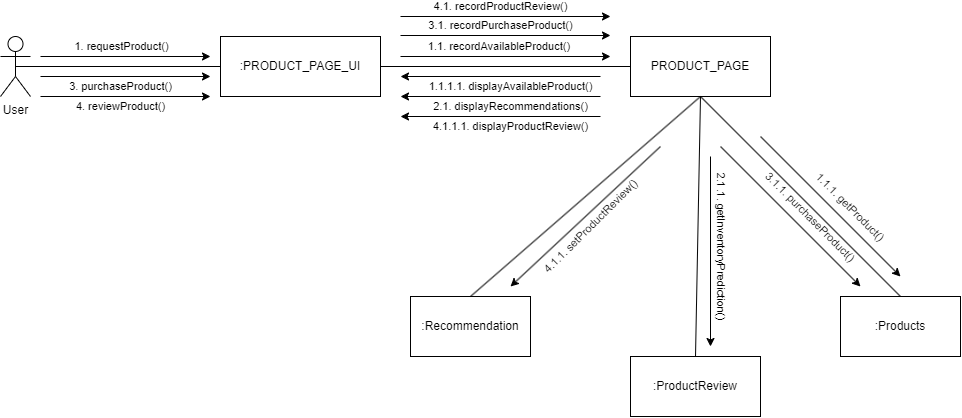 4.1. recordProductReview()
3.1. recordPurchaseProduct()
1. requestProduct()
1.1. recordAvailableProduct()
:PRODUCT_PAGE_UI
PRODUCT_PAGE
3. purchaseProduct()
1.1.1.1. displayAvailableProduct()
User
4. reviewProduct()
2.1. displayRecommendations()
4.1.1.1. displayProductReview()
4.1.1. setProductReview()
2.1.1. getInventoryPrediction()
3.1.1. purchaseProduct()
1.1.1. getProduct()
:Recommendation
:Products
:ProductReview